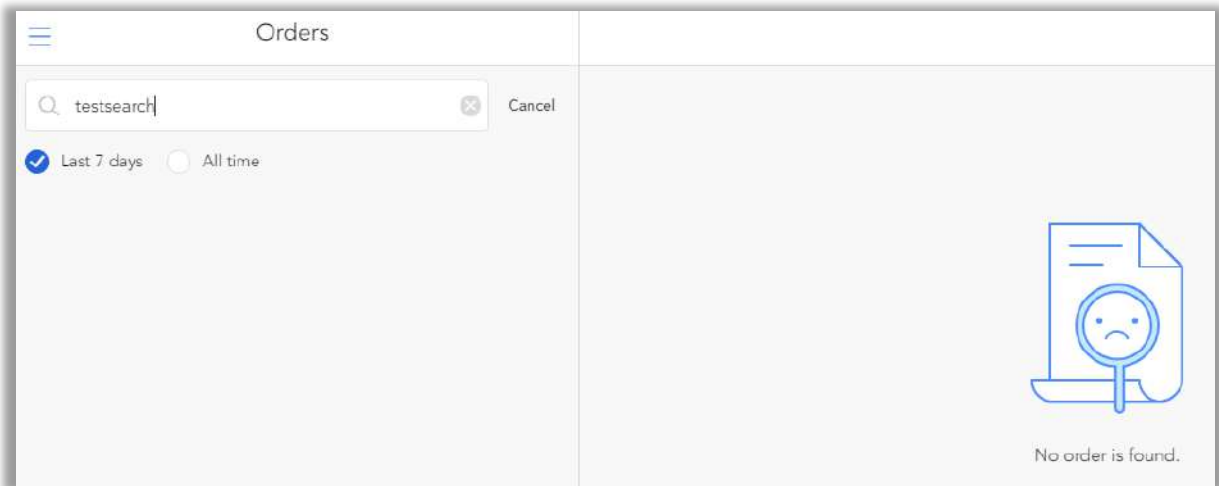 Orders
testsearch
Cancel
Last 7 days
All time
No order is found.